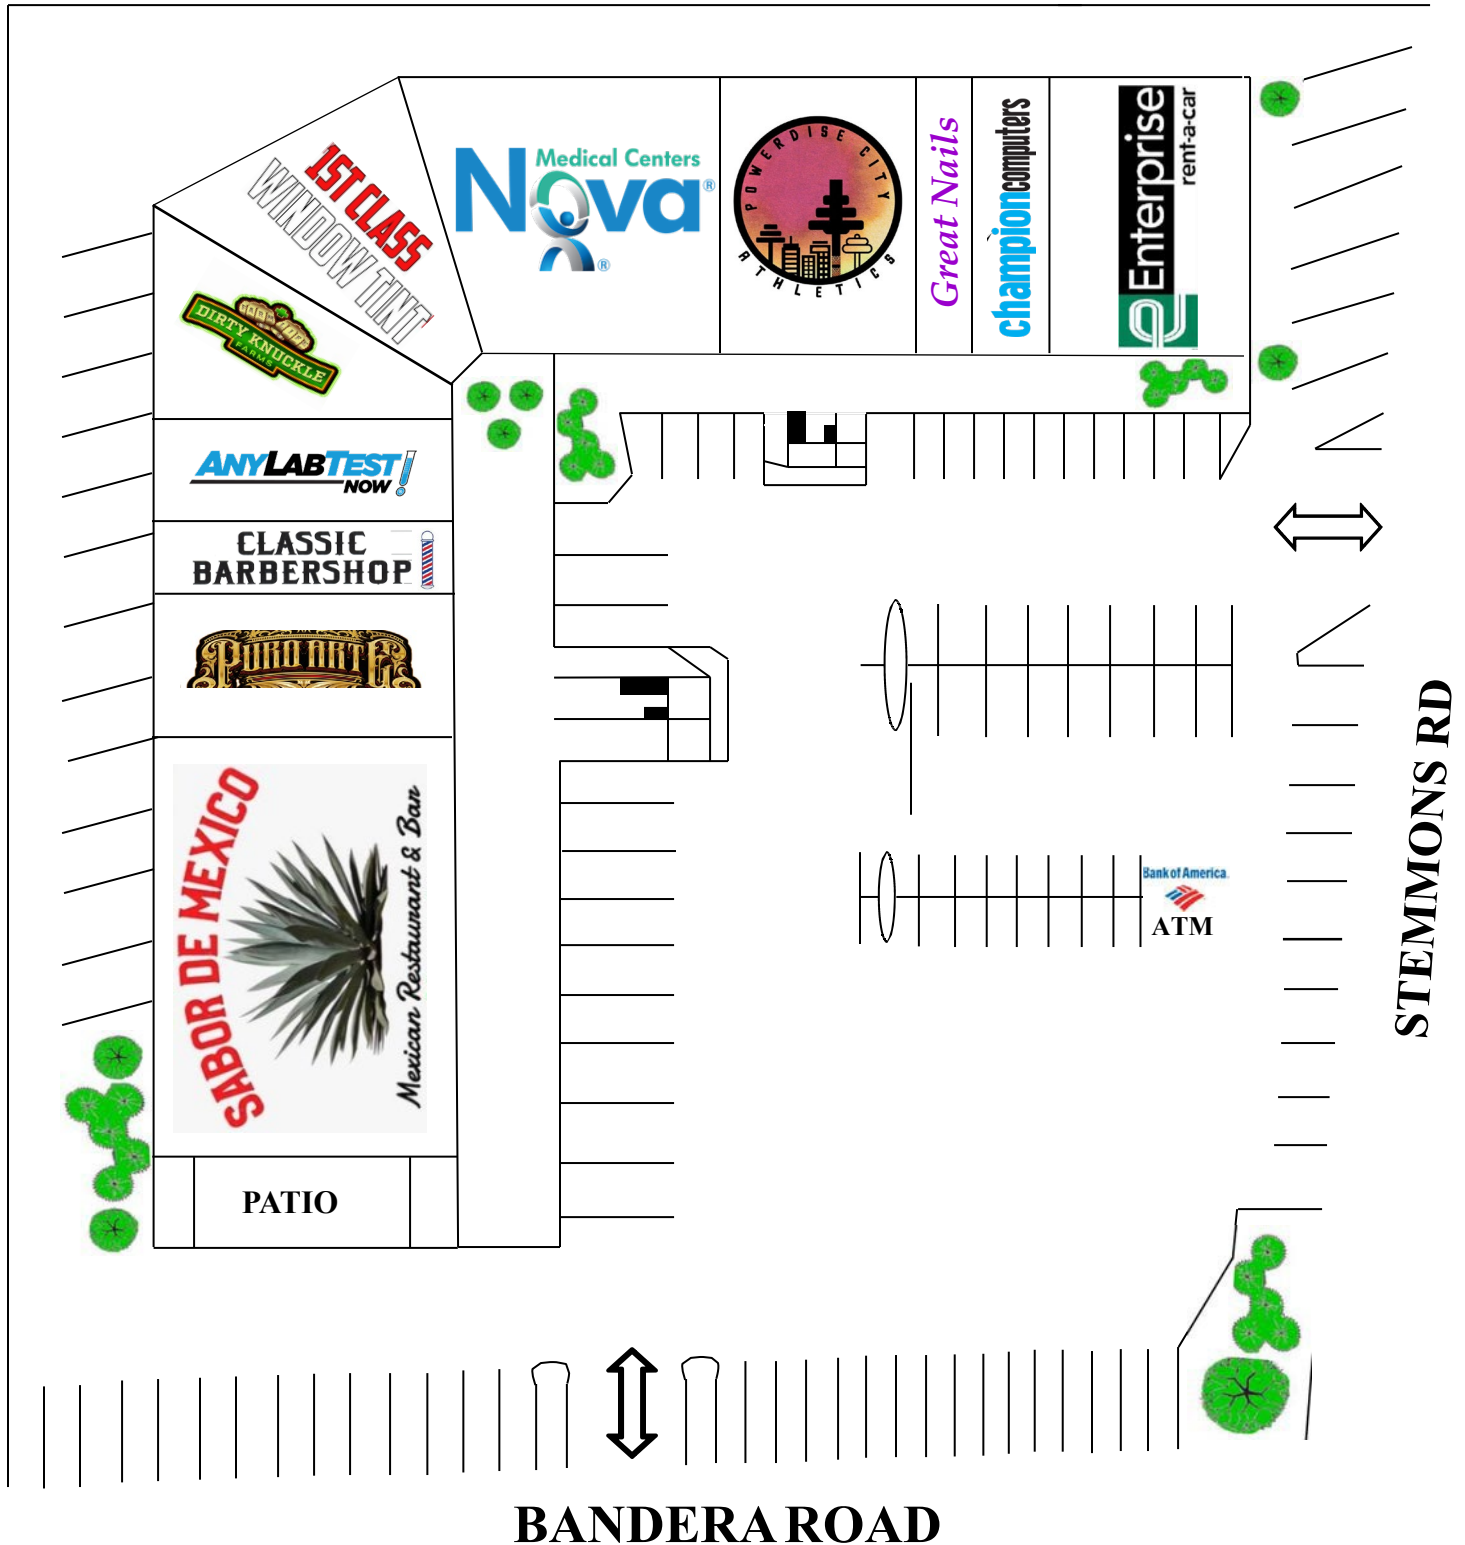 1ST CLASS
WINDOW TINT
Medical Centers
Nova®
®
POWERDISE CITY
ATHLETICS
Great Nails
championcomputers
e Enterprise
rent-a-car
DIRTY KNUCKLE
FARMS
ANYLABTEST!
NOW
CLASSIC
BARBERSHOP
PURO ARTE
SABOR DE MEXICO
Mexican Restaurant & Bar
PATIO
Bank of America.
ATM
STEMMONS RD
BANDERA ROAD